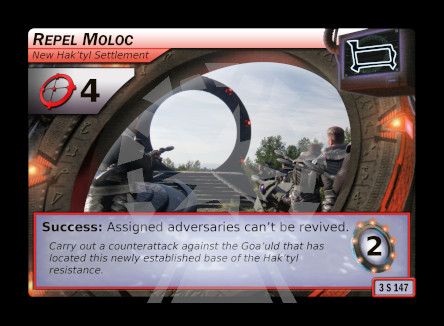 REPEL MOLOC
New Hak'tyl Settlement
4
Success: Assigned adversaries can't be revived.
Carry out a counterattack against the Goa'uld that has
located this newly established base of the Hak'tyl
resistance.
2
3 S 147